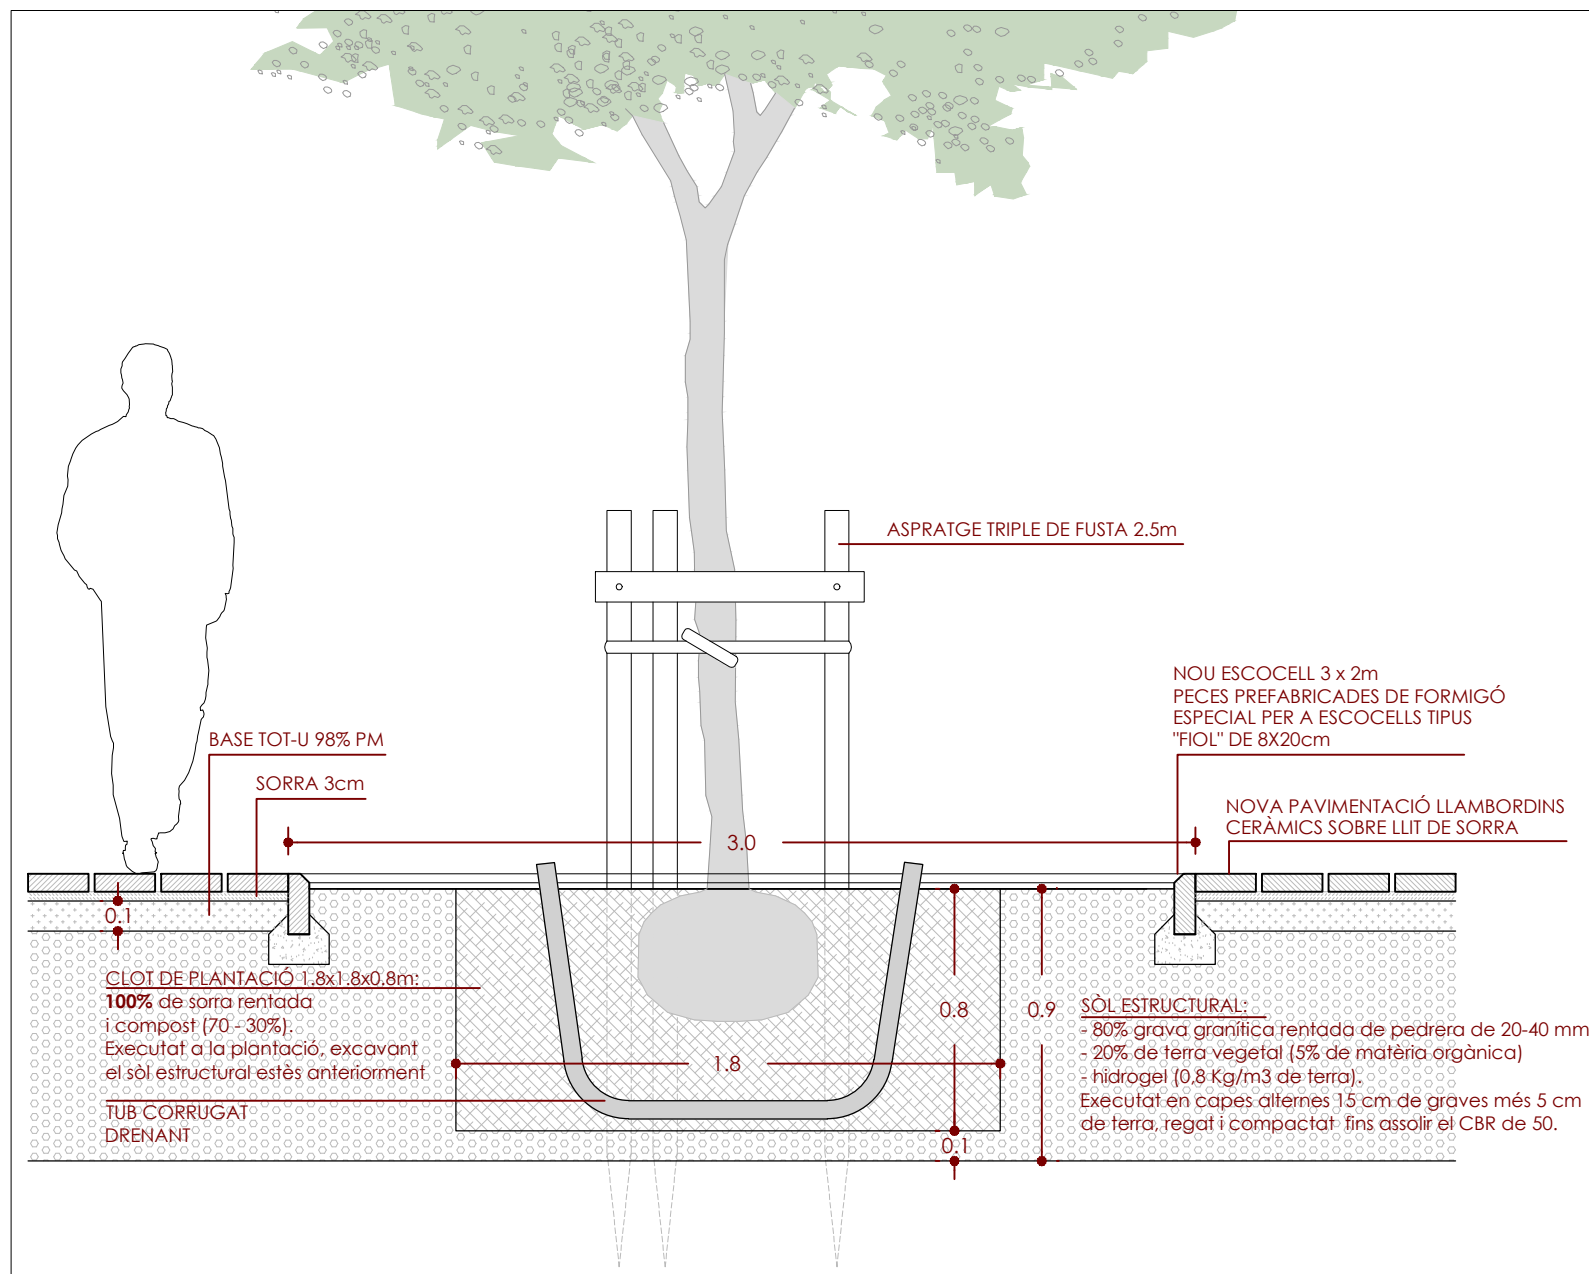 ASPRATGE TRIPLE DE FUSTA 2.5m
NOU ESCOCELL 3 x 2m
PECES PREFABRICADES DE FORMIGÓ
ESPECIAL PER A ESCOCELLS TIPUS
"FIOL" DE 8X20cm
BASE TOT-U 98% PM
SORRA 3cm
NOVA PAVIMENTACIÓ LLAMBORDINS
CERÀMICS SOBRE LLIT DE SORRA
3.0
0.1
CLOT DE PLANTACIÓ 1.8x1.8x0.8m:
100% de sorra rentada
i compost (70 - 30%).
Executat a la plantació, excavant
el sòl estructural estès anteriorment
TUB CORRUGAT
DRENANT
1.8
0.8
0.9
0.1
SÒL ESTRUCTURAL:
- 80% grava granítica rentada de pedrera de 20-40 mm
- 20% de terra vegetal (5% de matèria orgànica)
- hidrogel (0,8 Kg/m3 de terra).
Executat en capes alternes 15 cm de graves més 5 cm
de terra, regat i compactat fins assolir el CBR de 50.